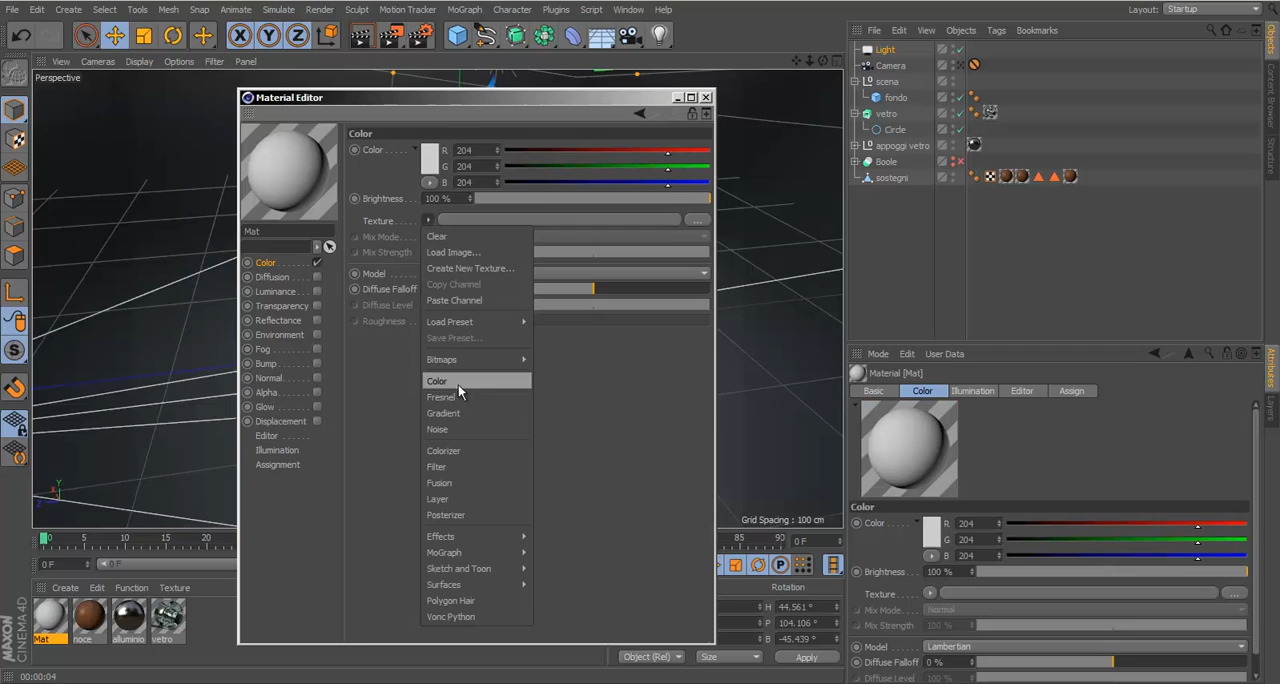 File Edit Create Select Tools Mesh Snap Animate Simulate Render Sculpt Motion Tracker MoGraph Character Plugins Script Window Help Layout: Startup
View Cameras Display Options Filter Panel
Perspective
File Edit View Objects Tags Bookmarks
Light
Camera
scena
fondo
vetro
Circle
appoggi vetro
Boole
sostegni
Objects
Content Browser
Structure
Material Editor
Color
Color R 204
G 204
B 204
Brightness 100 %
Texture ...
Mix Mode
Mix Strength
Model
Diffuse Falloff
Diffuse Level
Roughness
Mat
Color
Diffusion
Luminance
Transparency
Reflectance
Environment
Fog
Bump
Normal
Alpha
Glow
Displacement
Editor
Illumination
Assignment
Clear
Load Image...
Create New Texture...
Copy Channel
Paste Channel
Load Preset
Save Preset...
Bitmaps
Color
Fresnel
Gradient
Noise
Colorizer
Filter
Fusion
Layer
Posterizer
Effects
MoGraph
Sketch and Toon
Surfaces
Polygon Hair
Vonc Python
Grid Spacing : 100 cm
0 5 10 15 20 85 90 0 F
0 F 0 F
Create Edit Function Texture
Mat noce alluminio vetro
Rotation
H 44.561 °
P 104.106 °
B -45.439 °
Object (Rel) Size Apply
Mode Edit User Data
Material [Mat]
Basic Color Illumination Editor Assign
Color
Color R 204
G 204
B 204
Brightness 100 %
Texture ...
Mix Mode Normal
Mix Strength
Model Lambertian
Diffuse Falloff 0 %
Diffuse Level
Attributes
Layers
MAXON
CINEMA4D
00:00:04